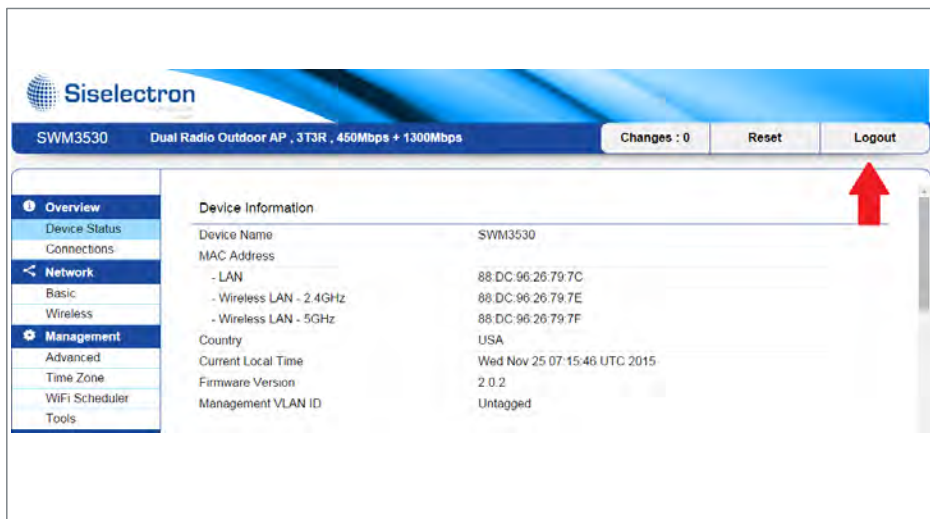 Siselectron
SWM3530 Dual Radio Outdoor AP , 3T3R , 450Mbps + 1300Mbps Changes : 0 Reset Logout
Overview
Device Status
Connections
Network
Basic
Wireless
Management
Advanced
Time Zone
WiFi Scheduler
Tools
Device Information
Device Name SWM3530
MAC Address
- LAN 88:DC:96:26:79:7C
- Wireless LAN - 2.4GHz 88:DC:96:26:79:7E
- Wireless LAN - 5GHz 88:DC:96:26:79:7F
Country USA
Current Local Time Wed Nov 25 07:15:46 UTC 2015
Firmware Version 2.0.2
Management VLAN ID Untagged